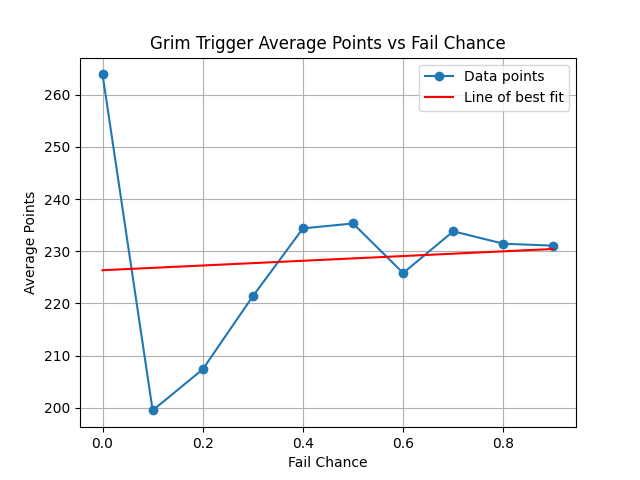 Grim Trigger Average Points vs Fail Chance
Data points
Line of best fit
Average Points
260
250
240
230
220
210
200
0.0 0.2 0.4 0.6 0.8
Fail Chance